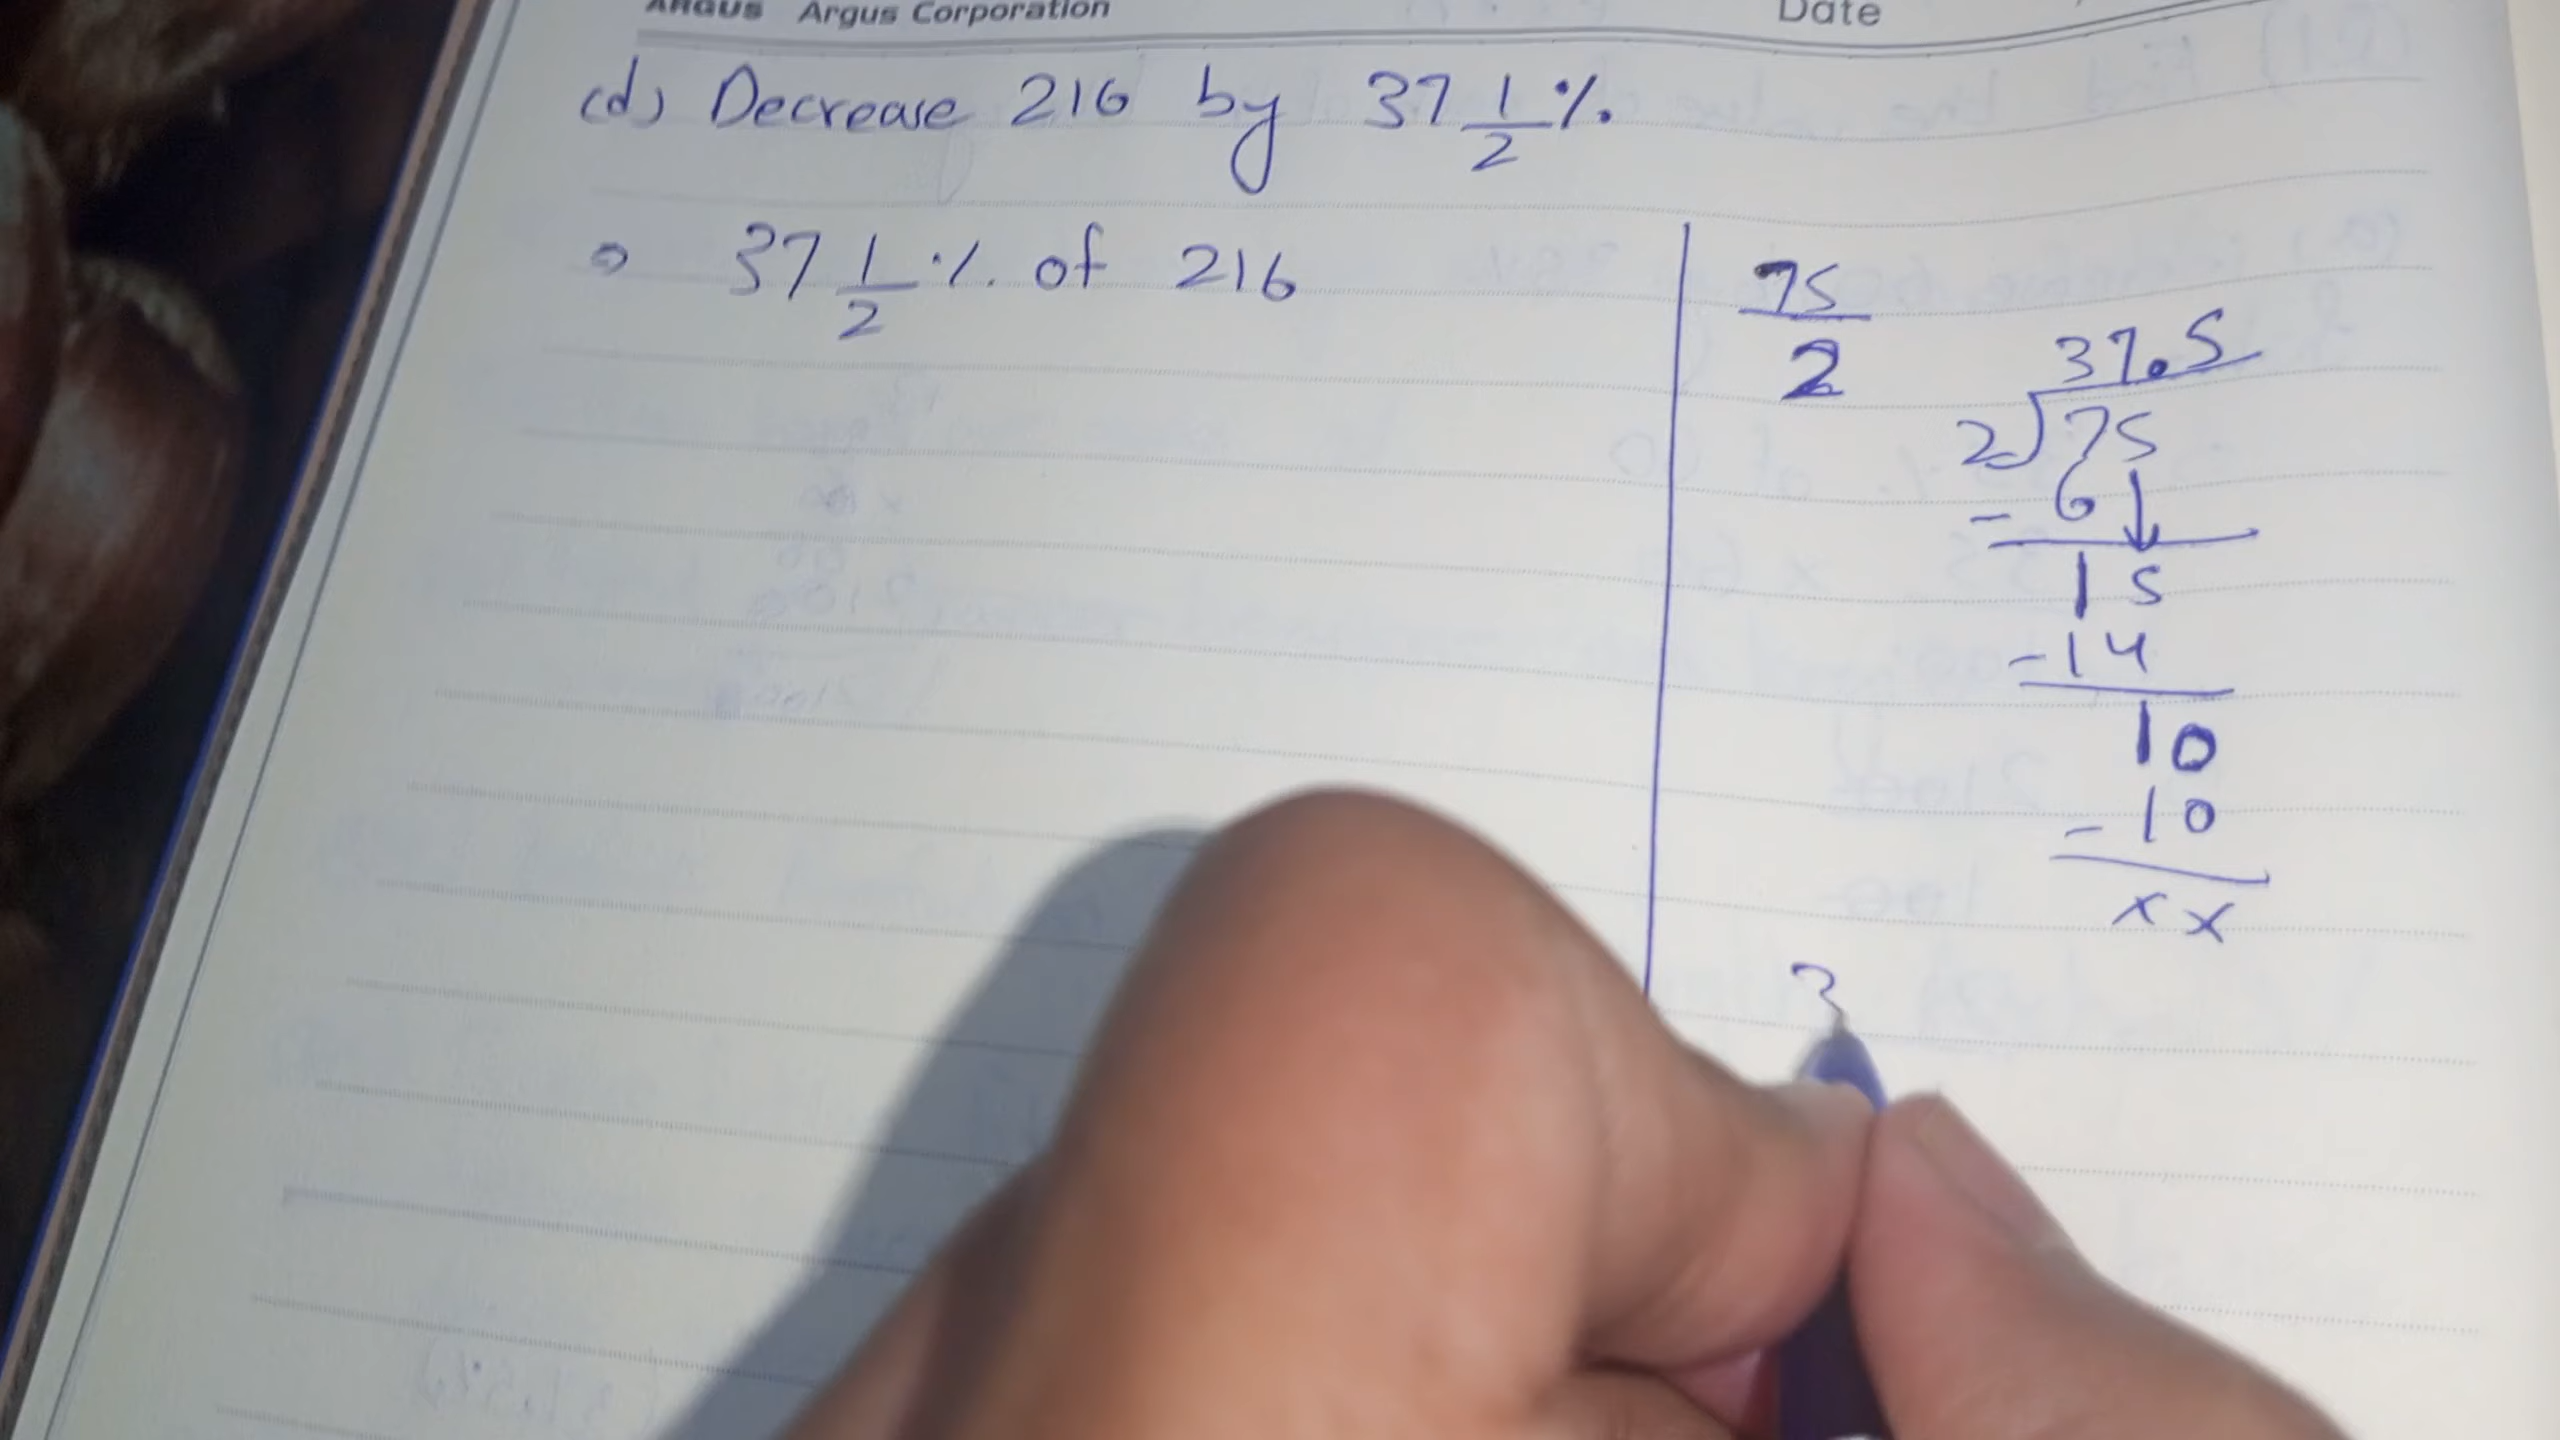 ARGUS Argus Corporation Date
(d) Decrease 216 by 37 1/2 %.
37 1/2 %. of 216
75
2
37.5
2)75
- 6
15
- 14
10
- 10
x x
3